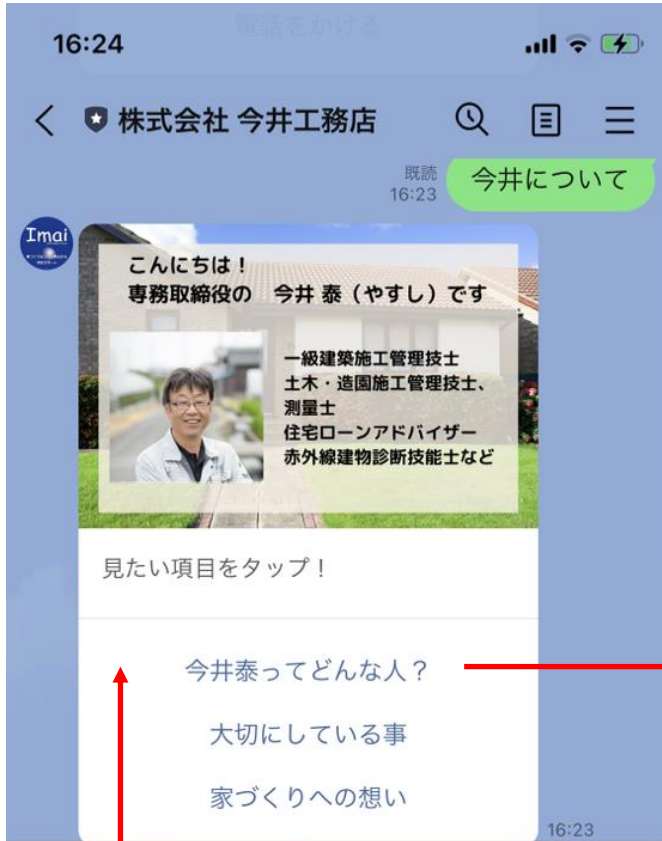 電話をかける
16:24
株式会社 今井工務店
既読
16:23
今井について
Imai
こんにちは！
専務取締役の　今井 泰（やすし）です
一級建築施工管理技士
土木・造園施工管理技士、
測量士
住宅ローンアドバイザー
赤外線建物診断技能士など
見たい項目をタップ！
今井泰ってどんな人？
大切にしている事
家づくりへの想い
16:23